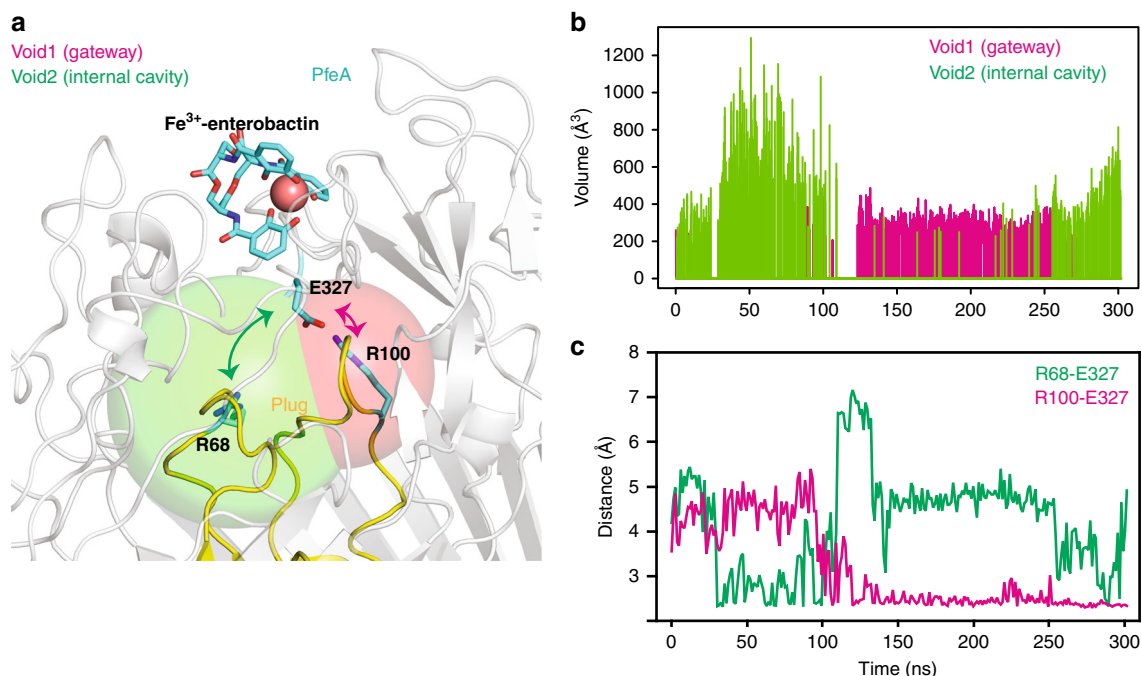 a
Void1 (gateway)
Void2 (internal cavity)
PfeA
Fe3+-enterobactin
E327
R100
Plug
R68
b
Void1 (gateway)
Void2 (internal cavity)
1200
1000
800
600
400
200
0
Volume (Å3)
0 50 100 150 200 250 300
c
R68-E327
R100-E327
8
7
6
5
4
3
Distance (Å)
0 50 100 150 200 250 300
Time (ns)